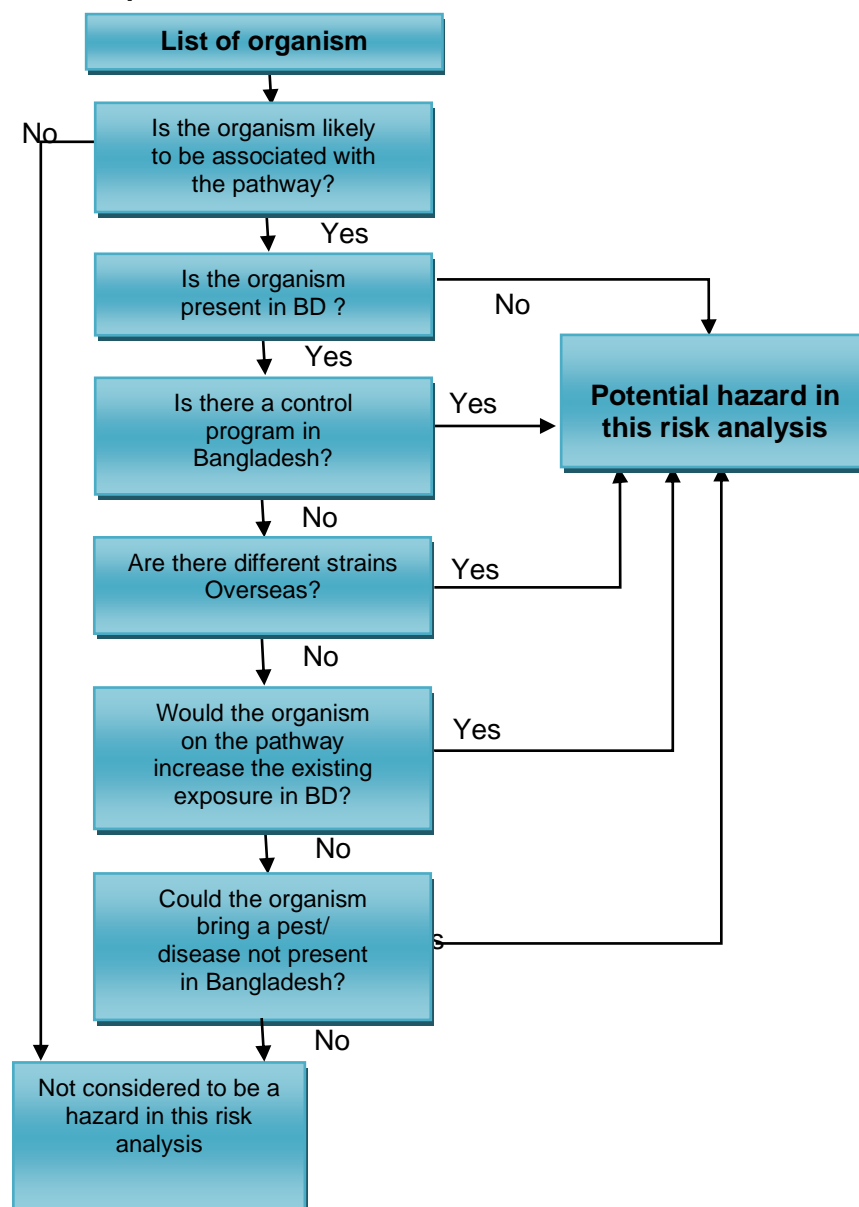 List of organism
No
Is the organism likely
to be associated with
the pathway?
Yes
Is the organism
present in BD ?
No
Yes
Is there a control
program in
Bangladesh?
Yes
Potential hazard in
this risk analysis
No
Are there different strains
Overseas?
Yes
No
Would the organism
on the pathway
increase the existing
exposure in BD?
Yes
No
Could the organism
bring a pest/
disease not present
in Bangladesh?
No
Not considered to be a
hazard in this risk
analysis